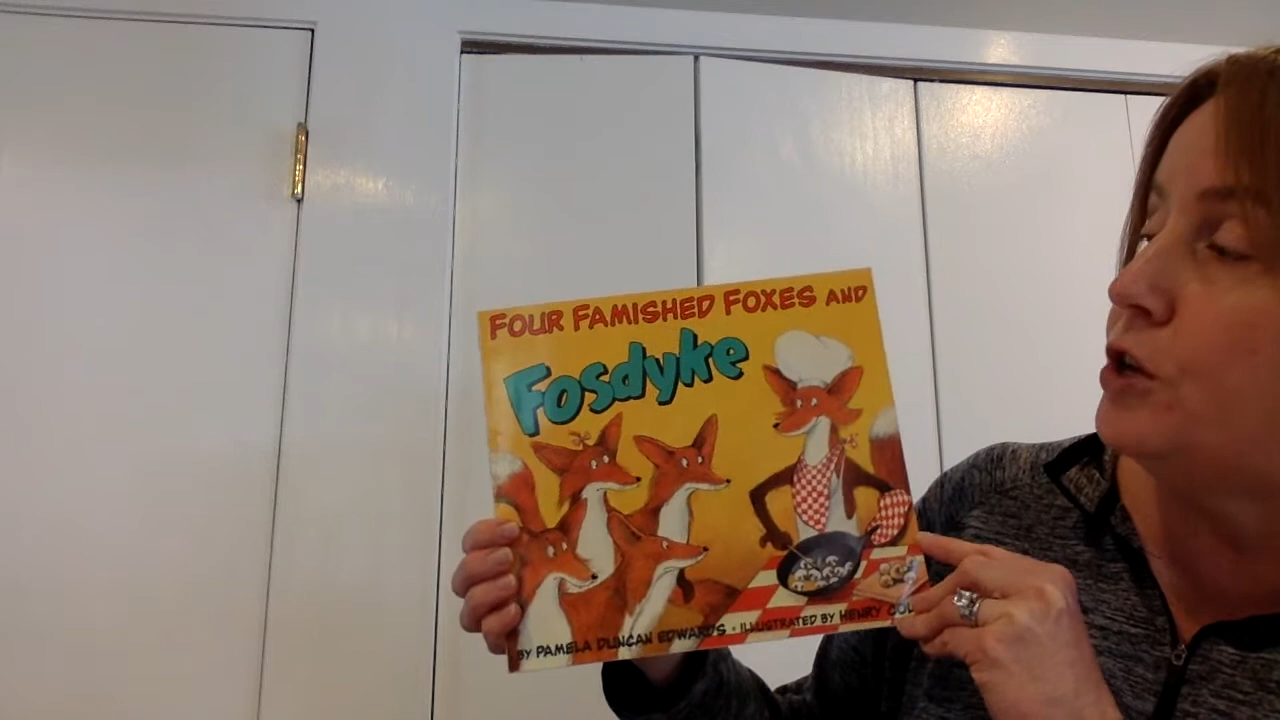 FOUR FAMISHED FOXES AND
Fosdyke
BY PAMELA DUNCAN EDWARDS • ILLUSTRATED BY HENRY